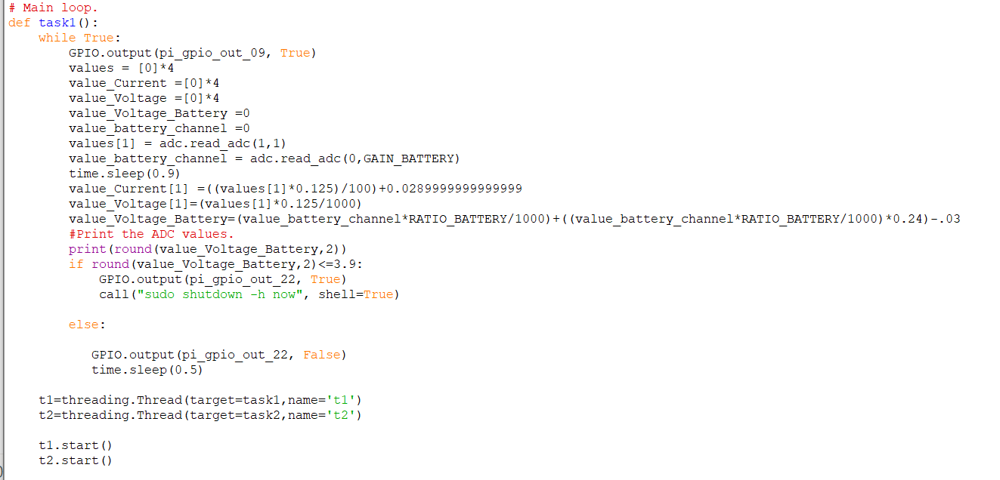 # Main loop.
def task1():
    while True:
        GPIO.output(pi_gpio_out_09, True)
        values = [0]*4
        value_Current =[0]*4
        value_Voltage =[0]*4
        value_Voltage_Battery =0
        value_battery_channel =0
        values[1] = adc.read_adc(1,1)
        value_battery_channel = adc.read_adc(0,GAIN_BATTERY)
        time.sleep(0.9)
        value_Current[1] =((values[1]*0.125)/100)+0.0289999999999999
        value_Voltage[1]=(values[1]*0.125/1000)
        value_Voltage_Battery=(value_battery_channel*RATIO_BATTERY/1000)+((value_battery_channel*RATIO_BATTERY/1000)*0.24)-.03
        #Print the ADC values.
        print(round(value_Voltage_Battery,2))
        if round(value_Voltage_Battery,2)<=3.9:
            GPIO.output(pi_gpio_out_22, True)
            call("sudo shutdown -h now", shell=True)
        else:
           GPIO.output(pi_gpio_out_22, False)
           time.sleep(0.5)
    t1=threading.Thread(target=task1,name='t1')
    t2=threading.Thread(target=task2,name='t2')
    t1.start()
    t2.start()